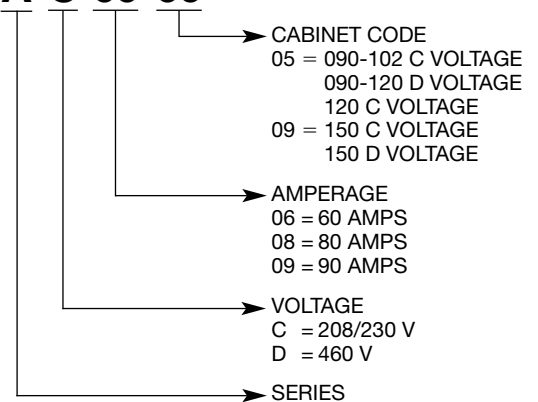 CABINET CODE
05 = 090-102 C VOLTAGE
090-120 D VOLTAGE
120 C VOLTAGE
09 = 150 C VOLTAGE
150 D VOLTAGE
AMPERAGE
06 = 60 AMPS
08 = 80 AMPS
09 = 90 AMPS
VOLTAGE
C = 208/230 V
D = 460 V
SERIES